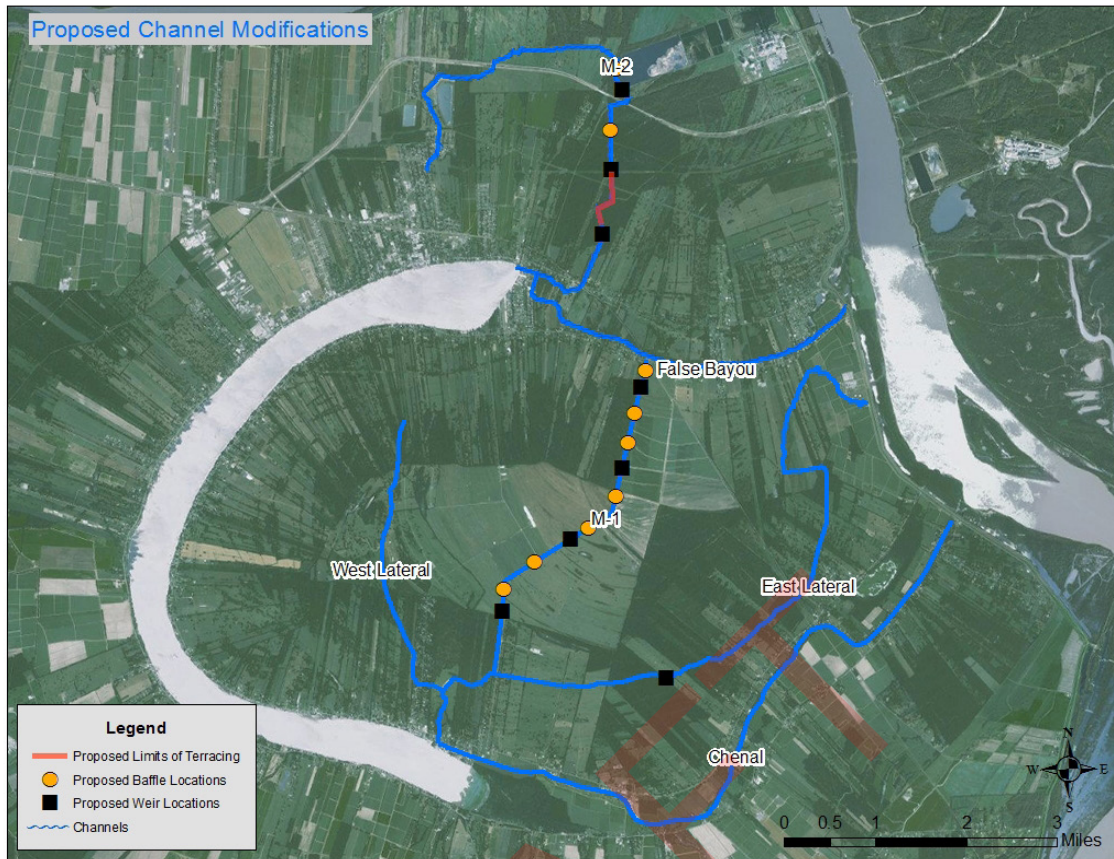 Proposed Channel Modifications
M-2
False Bayou
M-1
West Lateral
East Lateral
Chenal
Legend
Proposed Limits of Terracing
Proposed Baffle Locations
Proposed Weir Locations
Channels
N
W E
S
0 0.5 1 2 3
Miles